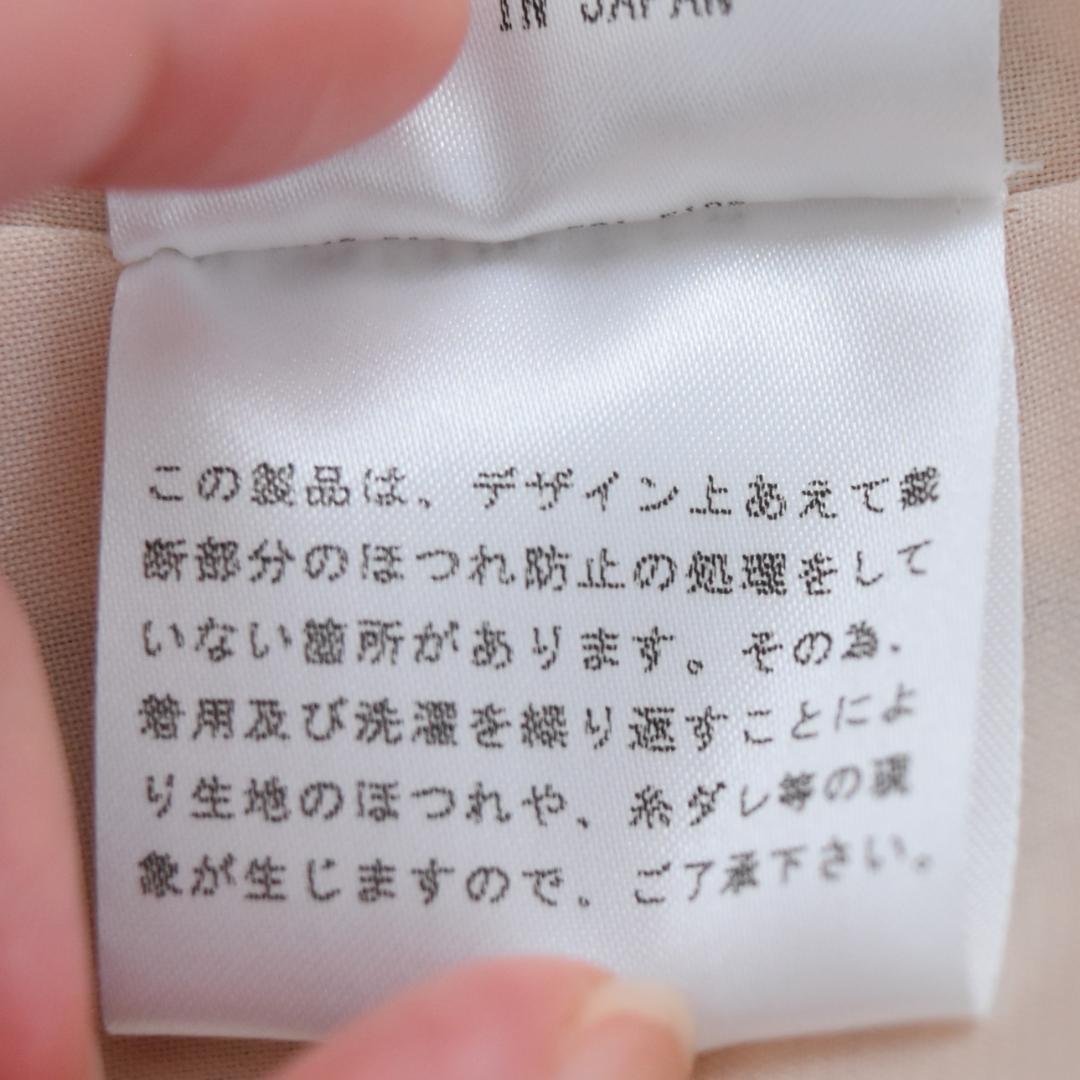 IN JAPAN
この製品は、デザイン上あえて裁
断部分のほつれ防止の処理をして
いない箇所があります。その為、
着用及び洗濯を繰り返すことによ
り生地のほつれや、糸ダレ等の現
象が生じますので、ご了承下さい。